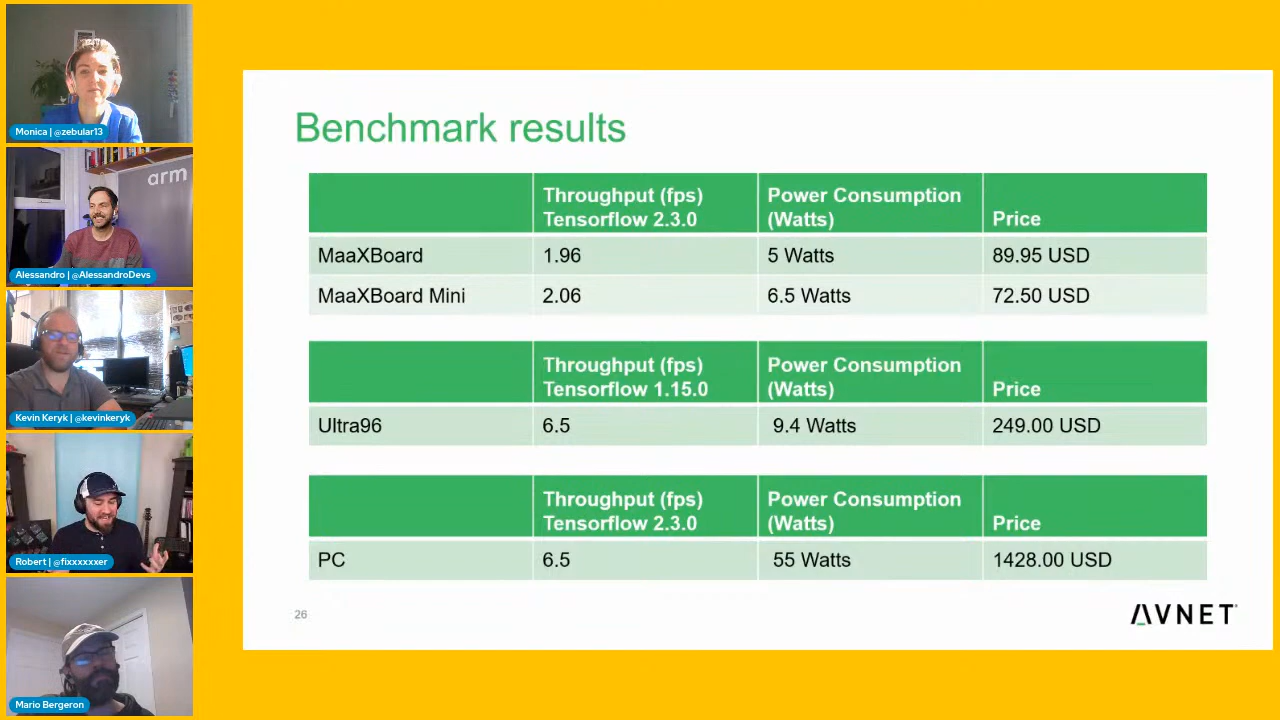 Monica | @zebular13
arm
Alessandro | @AlessandroDevs
Kevin Keryk | @kevinkeryk
Robert | @fixxxxxxer
Mario Bergeron
Benchmark results
Throughput (fps) Power Consumption
Tensorflow 2.3.0 (Watts) Price
MaaXBoard 1.96 5 Watts 89.95 USD
MaaXBoard Mini 2.06 6.5 Watts 72.50 USD
Throughput (fps) Power Consumption
Tensorflow 1.15.0 (Watts) Price
Ultra96 6.5 9.4 Watts 249.00 USD
Throughput (fps) Power Consumption
Tensorflow 2.3.0 (Watts) Price
PC 6.5 55 Watts 1428.00 USD
26
AVNET